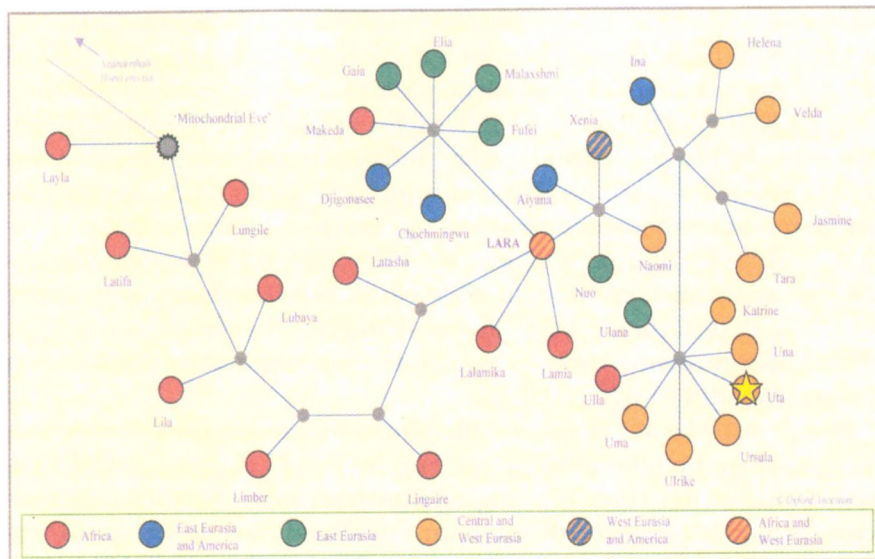 Elia
Helena
Gaia
Ina
Malaxshmi
'Mitochondrial Eve'
Xenia
Velda
Makeda
Fufei
Layla
Djigonasee
Aiyana
Lungile
Chochmingwu
Jasmine
LARA
Naomi
Latifa
Latasha
Nuo
Tara
Katrine
Ulana
Lubaya
Una
Lalamika
Lamia
Ulla
Uta
Lila
Uma
Ursula
Ulrike
Limber
Lingaire
Africa
East Eurasia
and America
East Eurasia
Central and
West Eurasia
West Eurasia
and America
Africa and
West Eurasia